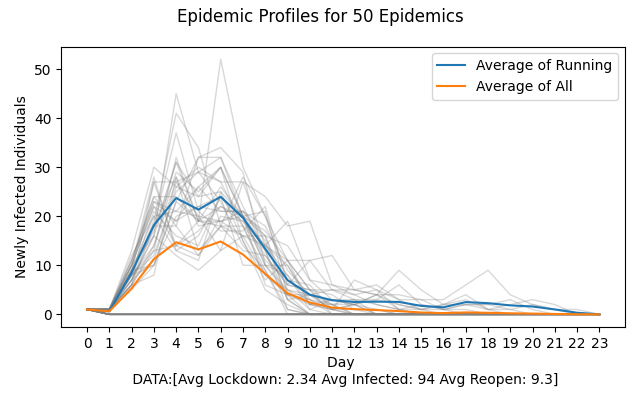 Epidemic Profiles for 50 Epidemics
Average of Running
Average of All
Newly Infected Individuals
50
40
30
20
10
0
0 1 2 3 4 5 6 7 8 9 10 11 12 13 14 15 16 17 18 19 20 21 22 23
Day
DATA:[Avg Lockdown: 2.34 Avg Infected: 94 Avg Reopen: 9.3]